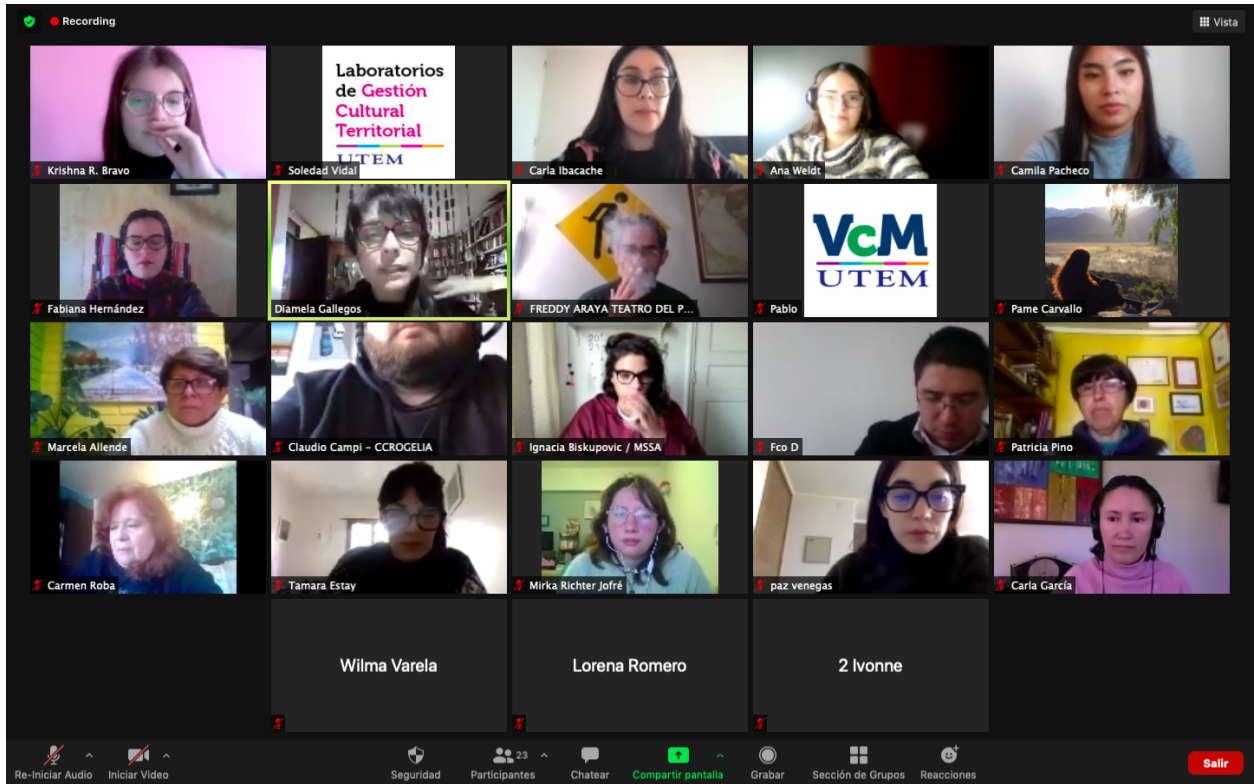 Recording
Vista
Laboratorios
de Gestión
Cultural
Territorial
UTEM
Krishna R. Bravo
Soledad Vidal
Carla Ibacache
Ana Weldt
Camila Pacheco
VcM
UTEM
Fabiana Hernández
Diamela Gallegos
FREDDY ARAYA TEATRO DEL P...
Pablo
Pame Carvallo
Marcela Allende
Claudio Campi – CCROGELIA
Ignacia Biskupovic / MSSA
Fco D
Patricia Pino
Carmen Roba
Tamara Estay
Mirka Richter Jofré
paz venegas
Carla García
Wilma Varela
Lorena Romero
2 Ivonne
Re-Iniciar Audio
Iniciar Video
Seguridad
23
Participantes
Chatear
Compartir pantalla
Grabar
Sección de Grupos
Reacciones
Salir